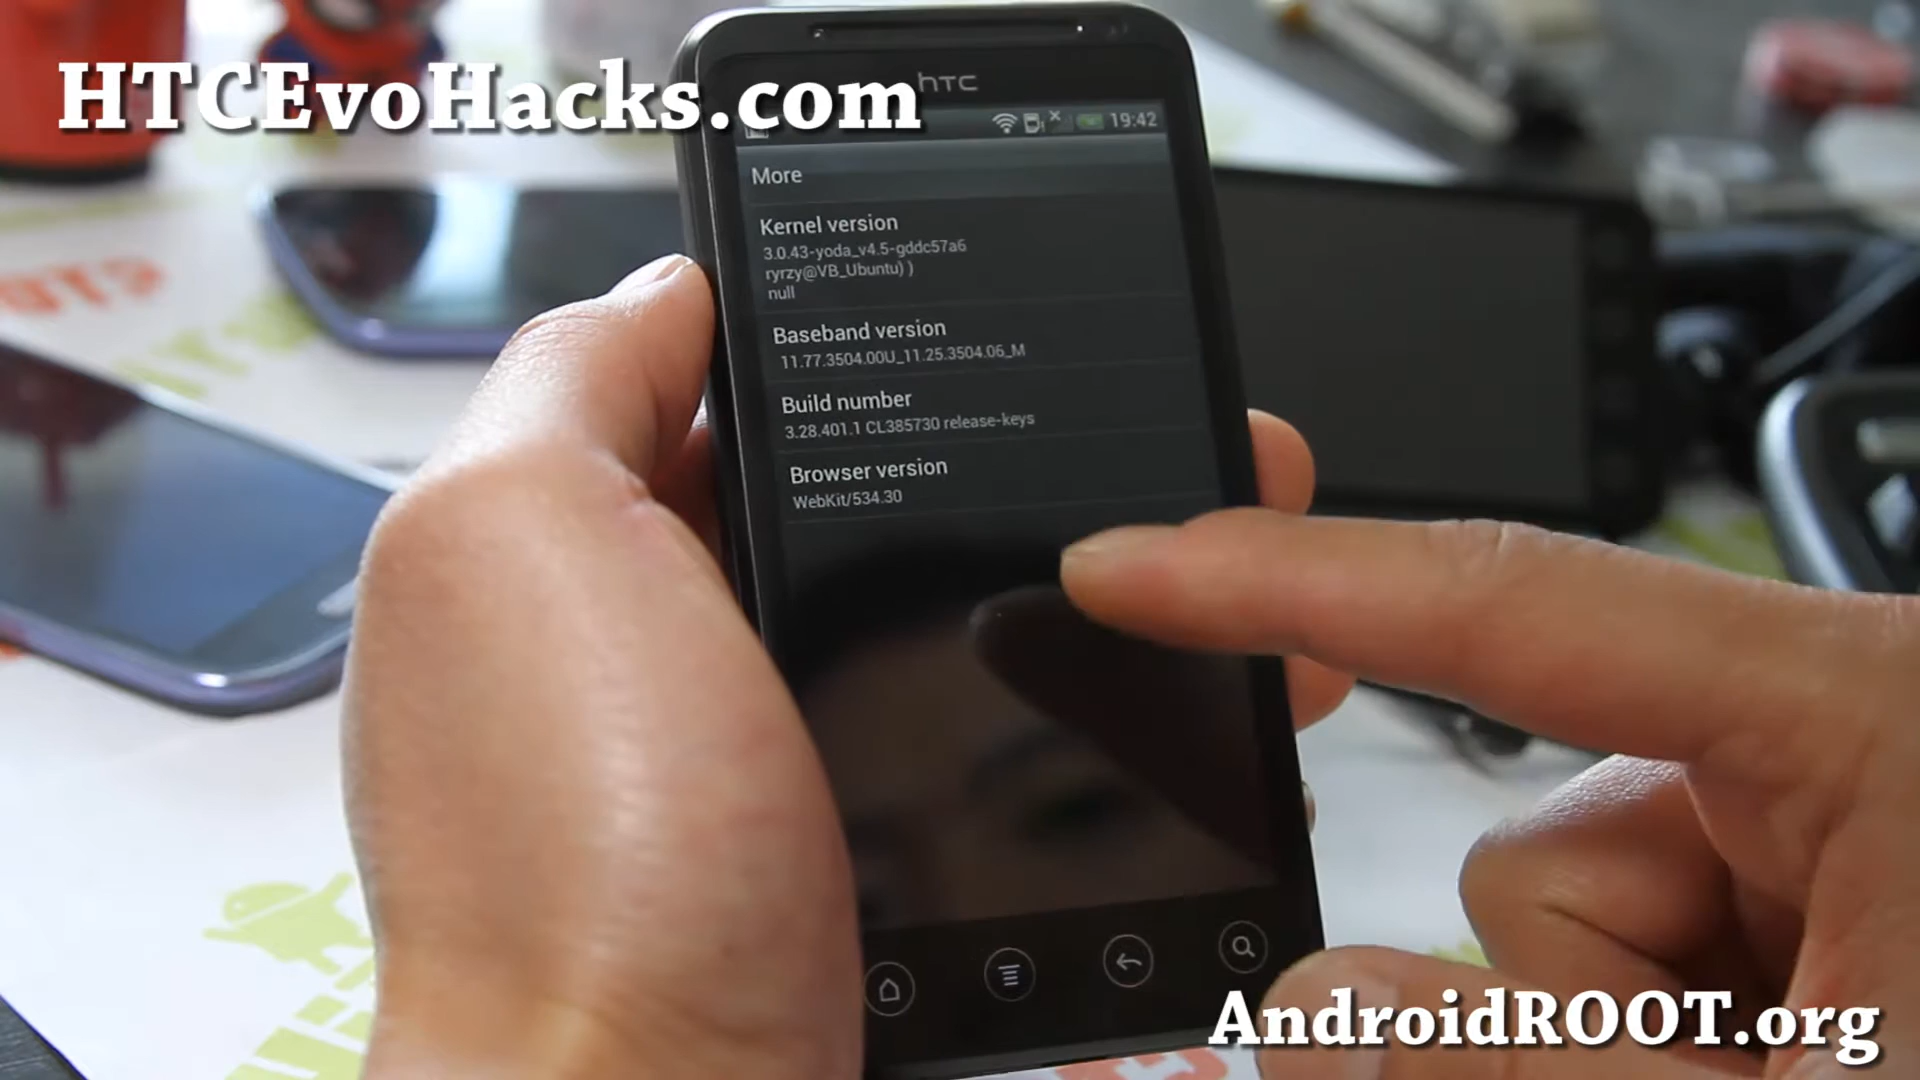 HTCEvoHacks.com
hTC
19:42
More
Kernel version
3.0.43-yoda_v4.5-gddc57a6
ryrzy@VB_Ubuntu) )
null
Baseband version
11.77.3504.00U_11.25.3504.06_M
Build number
3.28.401.1 CL385730 release-keys
Browser version
WebKit/534.30
AndroidROOT.org